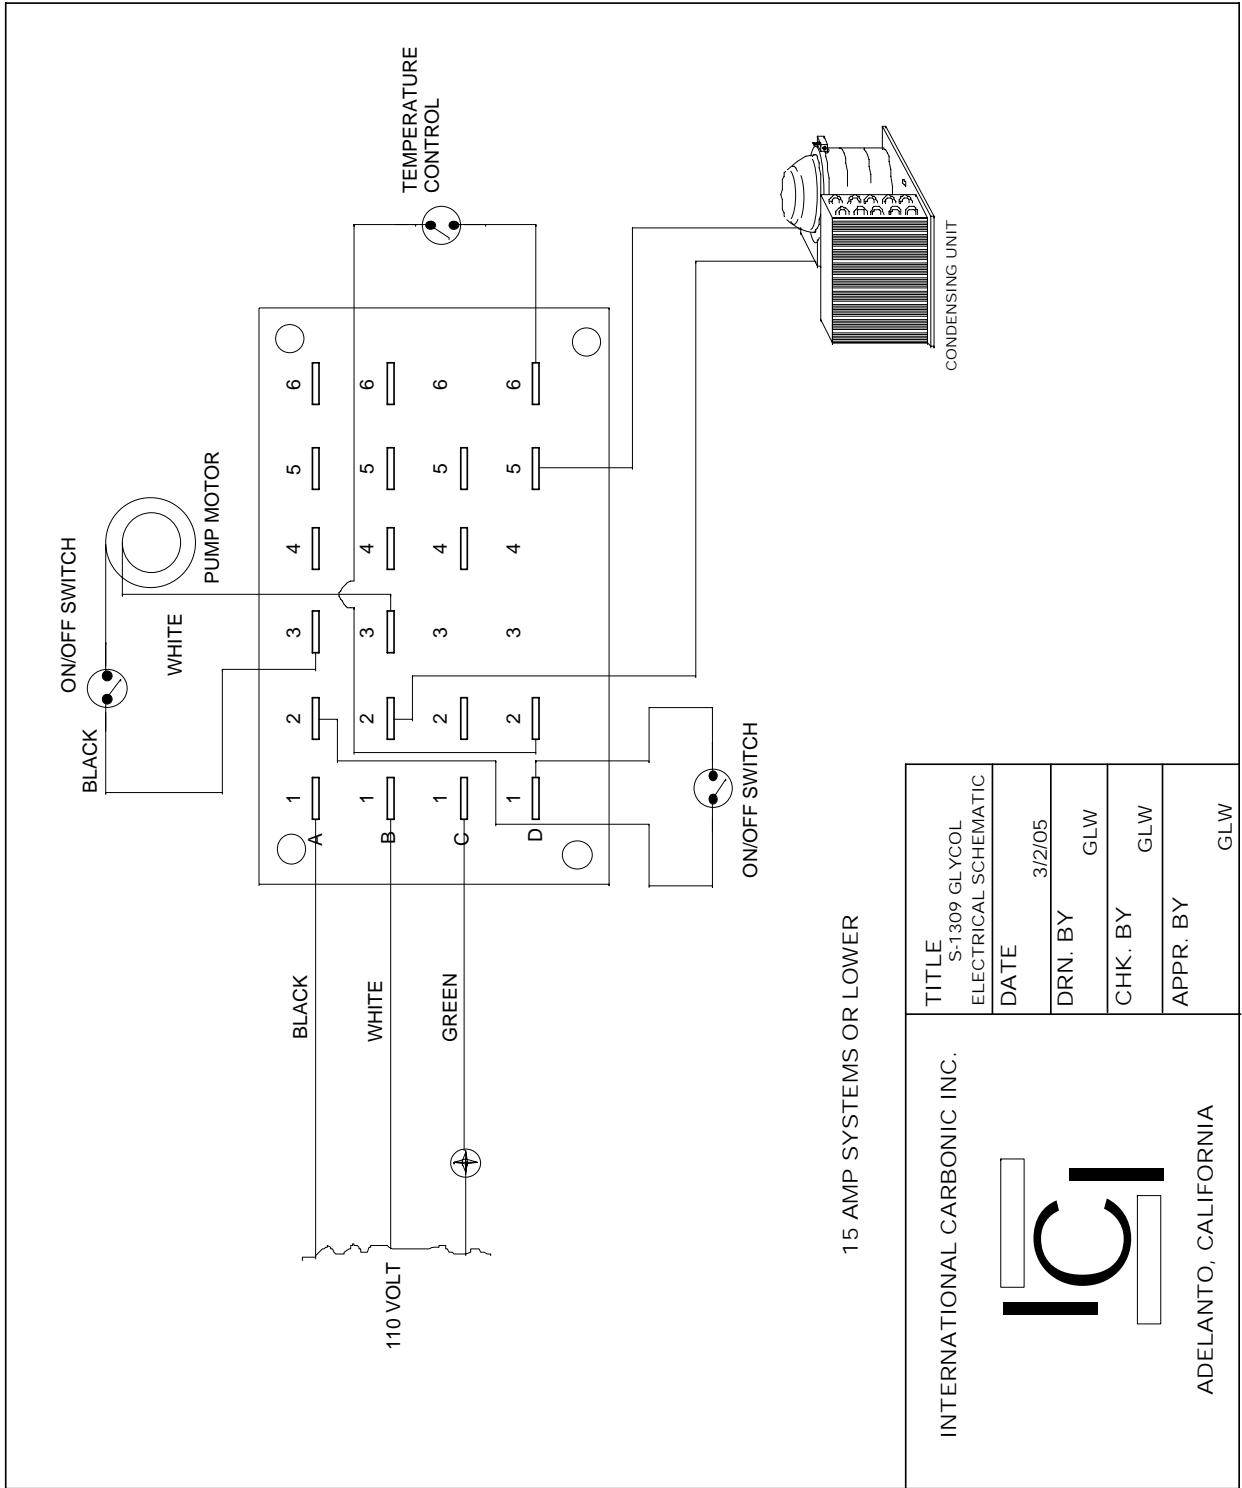 BLACK
ON/OFF SWITCH
WHITE
PUMP MOTOR
TEMPERATURE
CONTROL
110 VOLT
BLACK
WHITE
GREEN
A 1 2 3 4 5 6
B 1 2 3 4 5 6
C 1 2 3 4 5 6
D 1 2 3 4 5 6
ON/OFF SWITCH
CONDENSING UNIT
15 AMP SYSTEMS OR LOWER
INTERNATIONAL CARBONIC INC.
ICI
ADELANTO, CALIFORNIA
TITLE
S-1309 GLYCOL
ELECTRICAL SCHEMATIC
DATE
3/2/05
DRN. BY
GLW
CHK. BY
GLW
APPR. BY
GLW